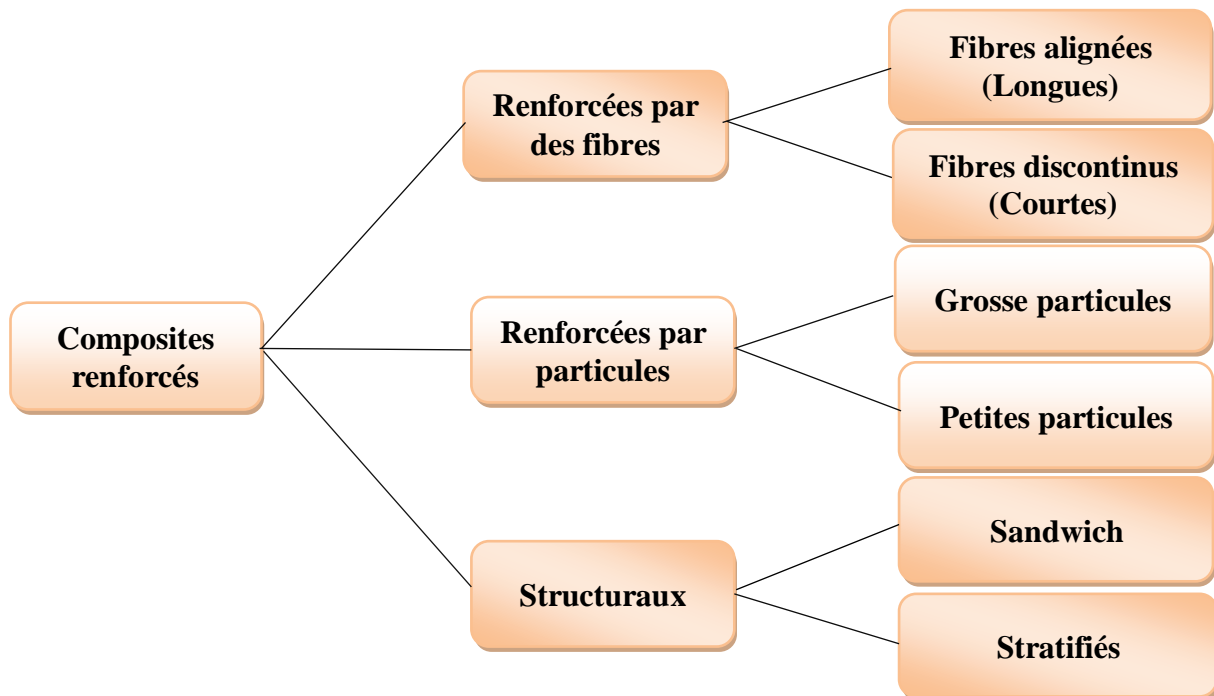 Composites
renforcés
Renforcées par
des fibres
Fibres alignées
(Longues)
Fibres discontinus
(Courtes)
Renforcées par
particules
Grosse particules
Petites particules
Structuraux
Sandwich
Stratifiés